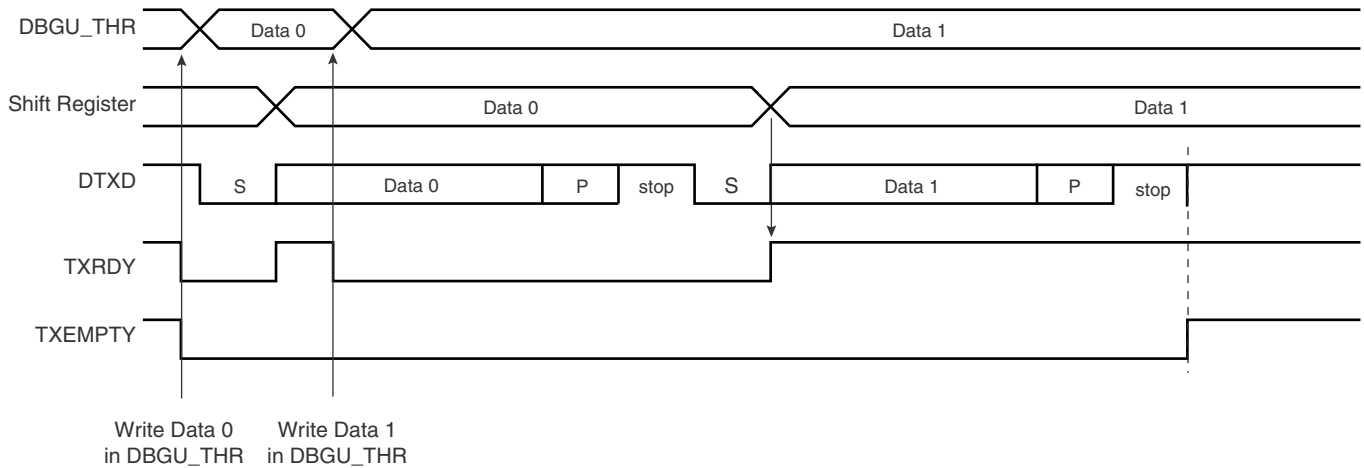 DBGU_THR
Data 0
Data 1
Shift Register
Data 0
Data 1
DTXD
S
Data 0
P
stop
S
Data 1
P
stop
TXRDY
TXEMPTY
Write Data 0
in DBGU_THR
Write Data 1
in DBGU_THR